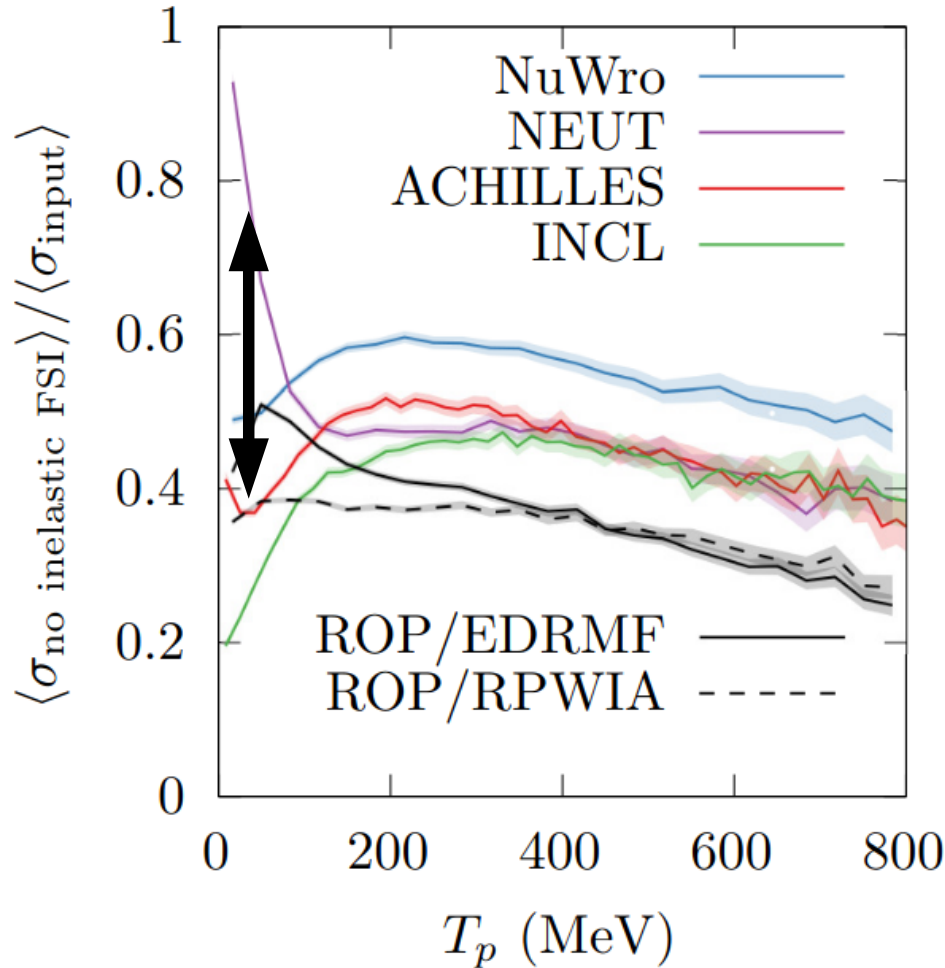 ⟨σno inelastic FSI⟩/⟨σinput⟩
1
0.8
0.6
0.4
0.2
0
NuWro
NEUT
ACHILLES
INCL
ROP/EDRMF
ROP/RPWIA
0 200 400 600 800
Tp (MeV)